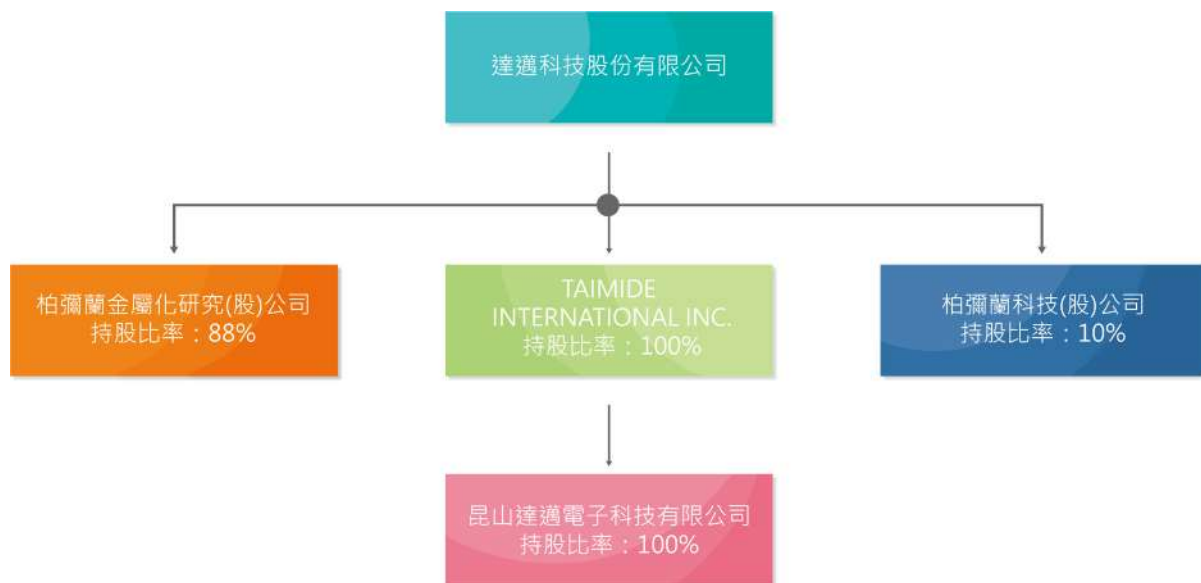 達邁科技股份有限公司
柏彌蘭金屬化研究(股)公司
持股比率：88%
TAIMIDE
INTERNATIONAL INC.
持股比率：100%
柏彌蘭科技(股)公司
持股比率：10%
昆山達邁電子科技有限公司
持股比率：100%